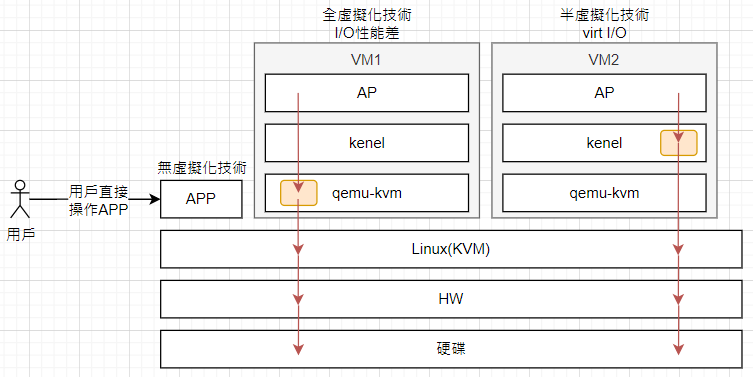 全虛擬化技術
I/O性能差
半虛擬化技術
virt I/O
VM1
VM2
AP
AP
kenel
kenel
無虛擬化技術
用戶直接
操作APP
APP
qemu-kvm
qemu-kvm
用戶
Linux(KVM)
HW
硬碟